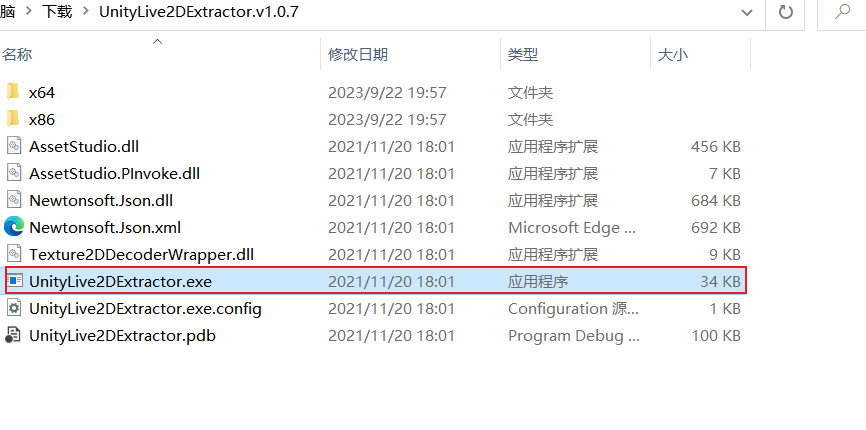 脑 > 下载 > UnityLive2DExtractor.v1.0.7
名称 修改日期 类型 大小
x64 2023/9/22 19:57 文件夹
x86 2023/9/22 19:57 文件夹
AssetStudio.dll 2021/11/20 18:01 应用程序扩展 456 KB
AssetStudio.PInvoke.dll 2021/11/20 18:01 应用程序扩展 7 KB
Newtonsoft.Json.dll 2021/11/20 18:01 应用程序扩展 684 KB
Newtonsoft.Json.xml 2021/11/20 18:01 Microsoft Edge ... 692 KB
Texture2DDecoderWrapper.dll 2021/11/20 18:01 应用程序扩展 9 KB
UnityLive2DExtractor.exe 2021/11/20 18:01 应用程序 34 KB
UnityLive2DExtractor.exe.config 2021/11/20 18:01 Configuration 源... 1 KB
UnityLive2DExtractor.pdb 2021/11/20 18:01 Program Debug ... 100 KB